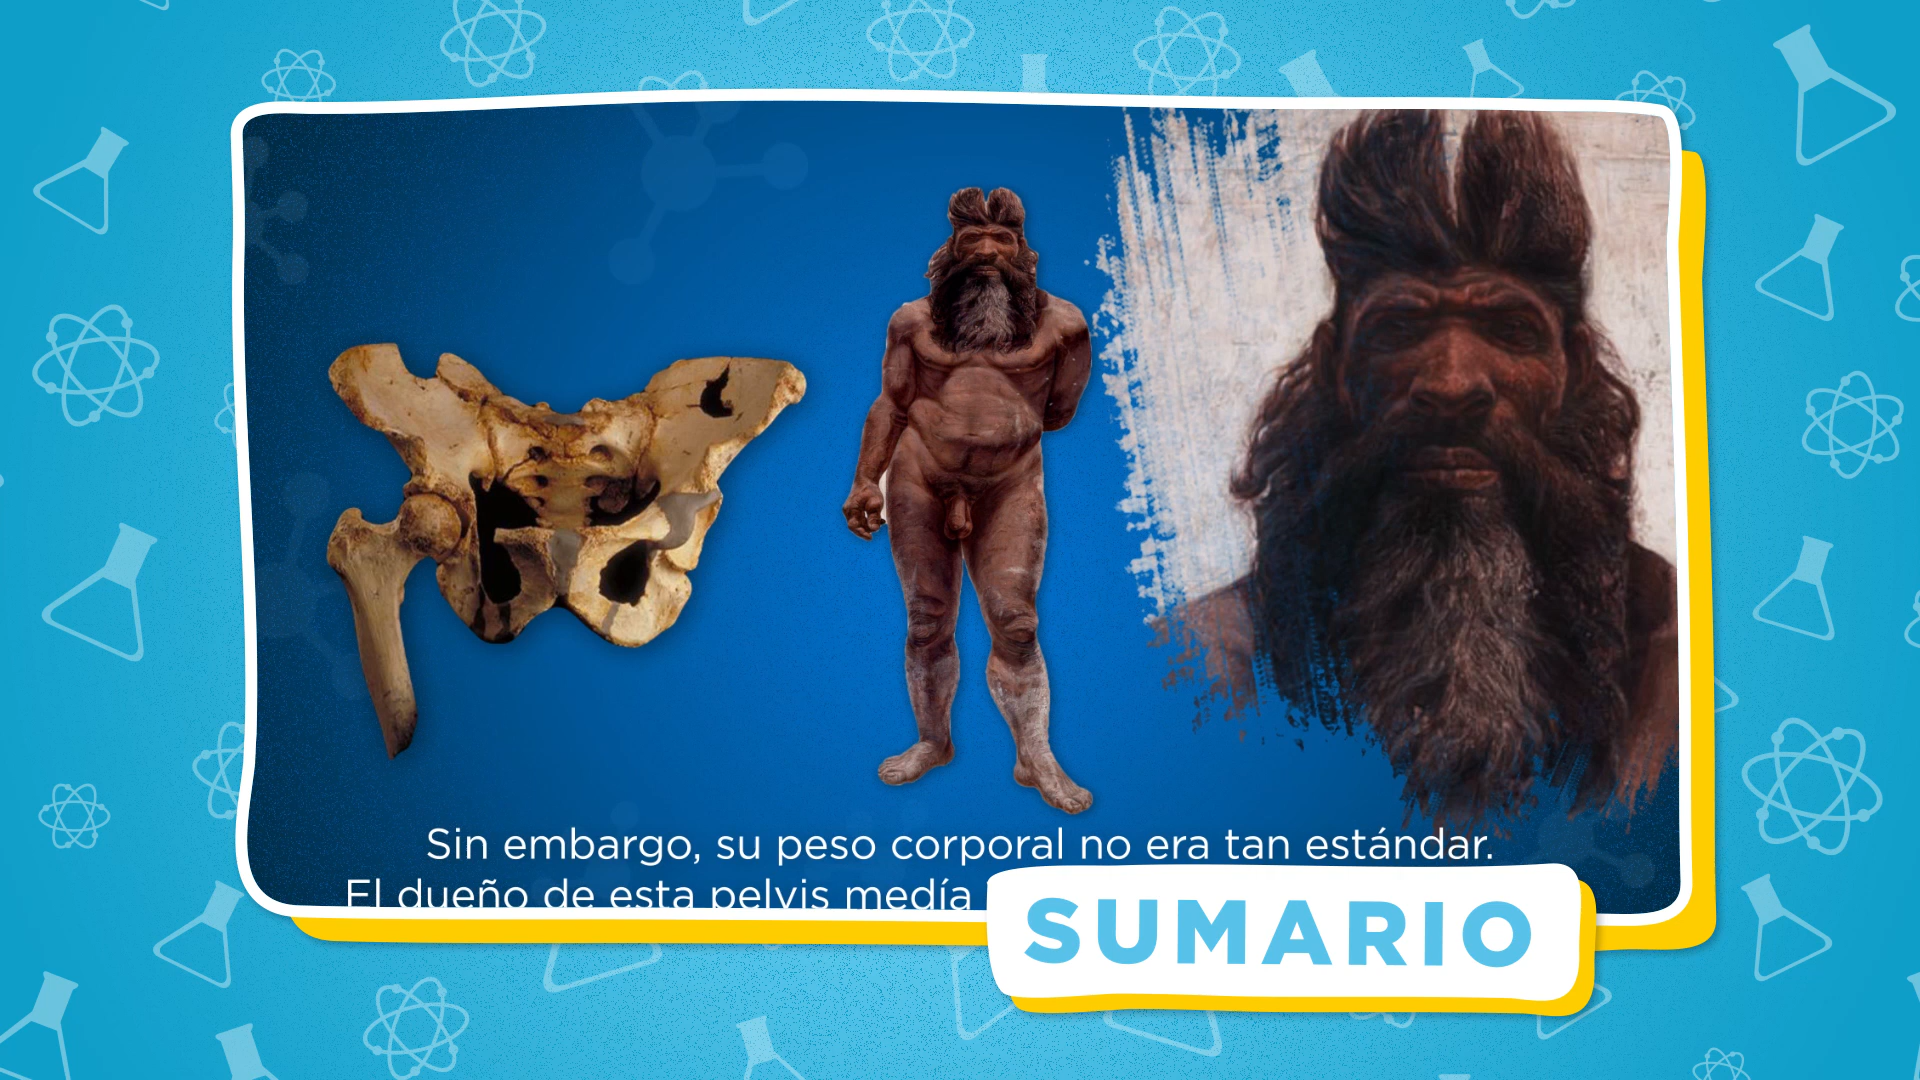 Sin embargo, su peso corporal no era tan estándar.
El dueño de esta pelvis medía
SUMARIO